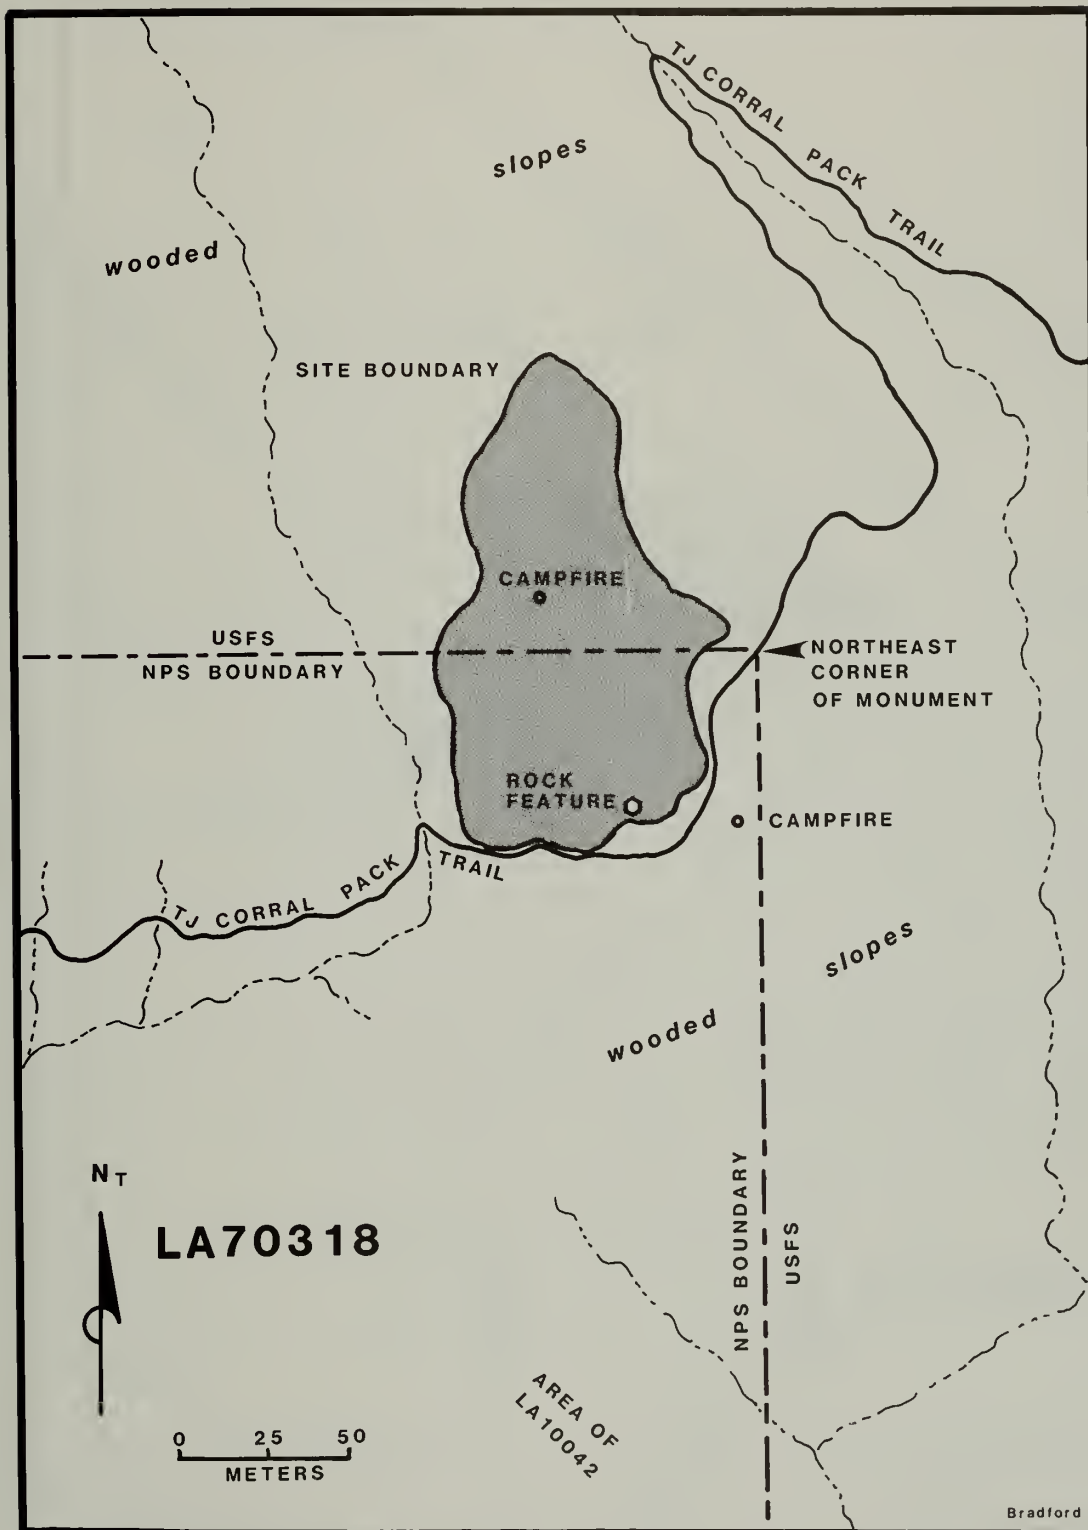 TJ CORRAL PACK TRAIL
slopes
wooded
SITE BOUNDARY
CAMPFIRE
USFS
NPS BOUNDARY
NORTHEAST
CORNER
OF MONUMENT
ROCK
FEATURE
CAMPFIRE
TJ CORRAL PACK TRAIL
slopes
wooded
NT
LA70318
NPS BOUNDARY
USFS
AREA OF
LA10042
0 25 50
METERS
Bradford